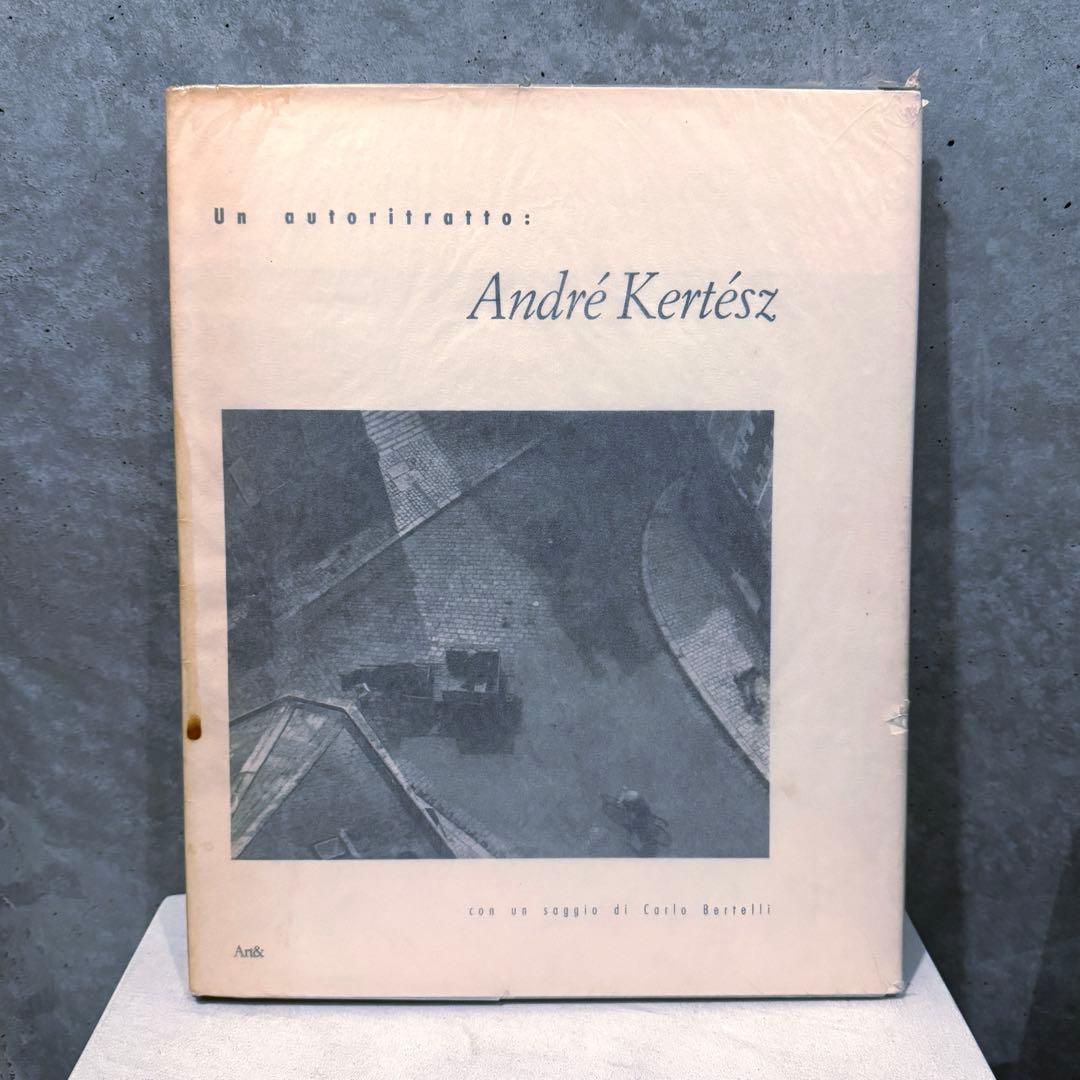 Un autoritratto:
André Kertész
con un saggio di Carlo Bertelli
Art&